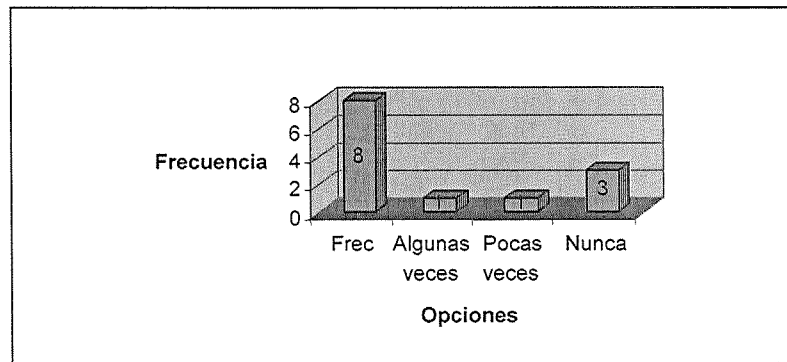 8
6
4
2
0
Frecuencia
8
1
1
3
Frec
Algunas veces
Pocas veces
Nunca
Opciones